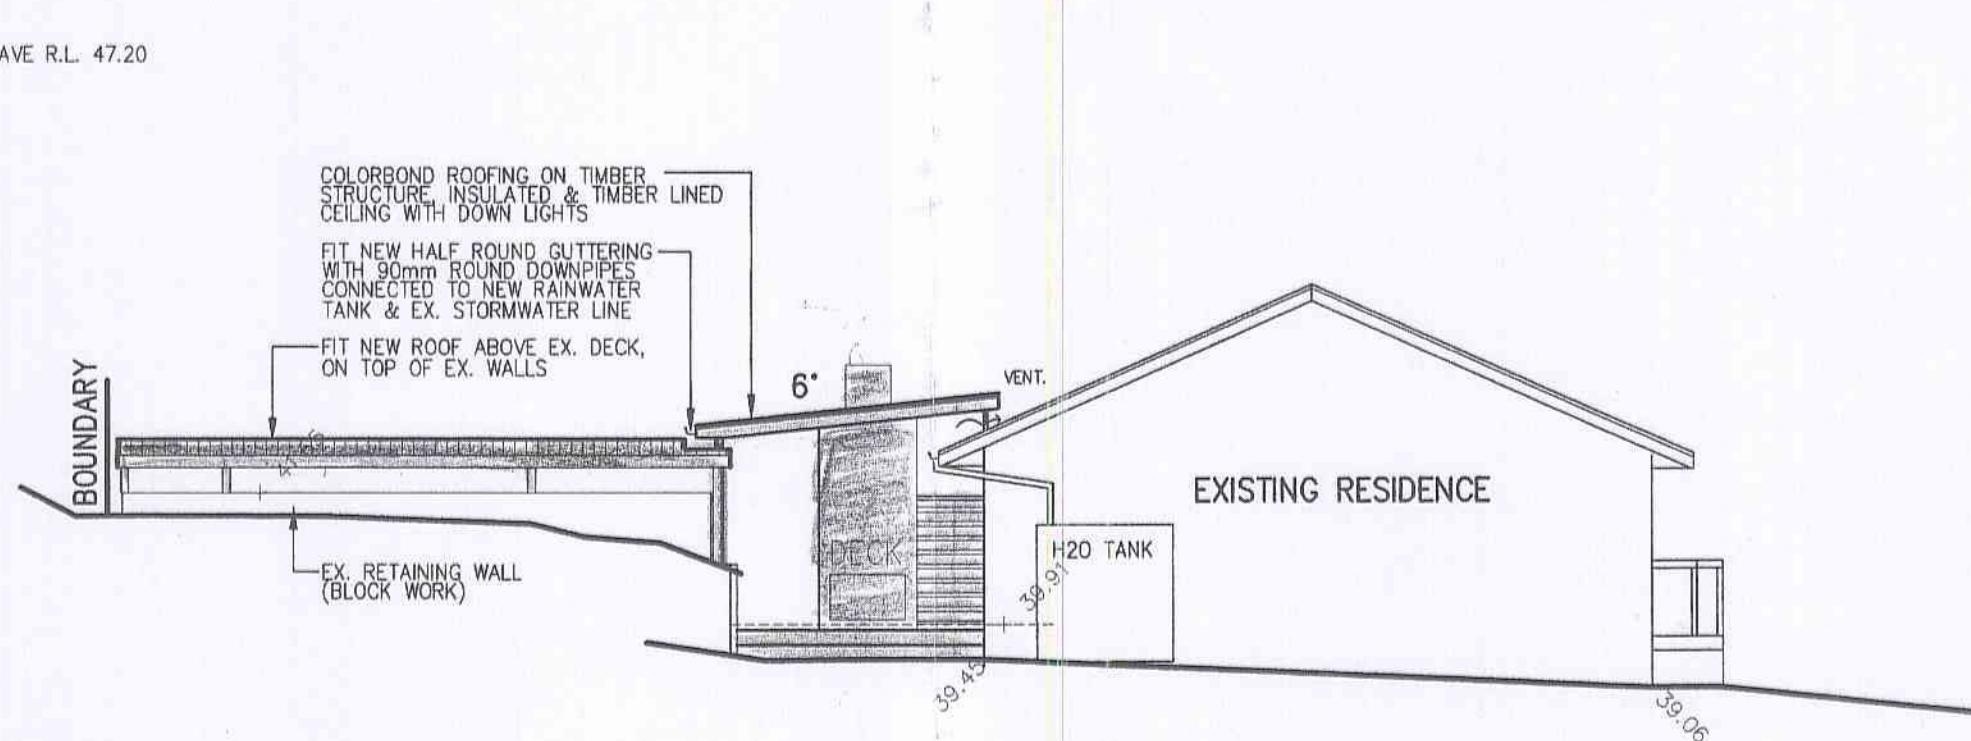 AVE R.L. 47.20
COLORBOND ROOFING ON TIMBER
STRUCTURE, INSULATED & TIMBER LINED
CEILING WITH DOWN LIGHTS
FIT NEW HALF ROUND GUTTERING
WITH 90mm ROUND DOWNPIPES
CONNECTED TO NEW RAINWATER
TANK & EX. STORMWATER LINE
FIT NEW ROOF ABOVE EX. DECK,
ON TOP OF EX. WALLS
BOUNDARY
6°
VENT.
EXISTING RESIDENCE
DECK
H2O TANK
EX. RETAINING WALL
(BLOCK WORK)
39.91
39.45
39.06